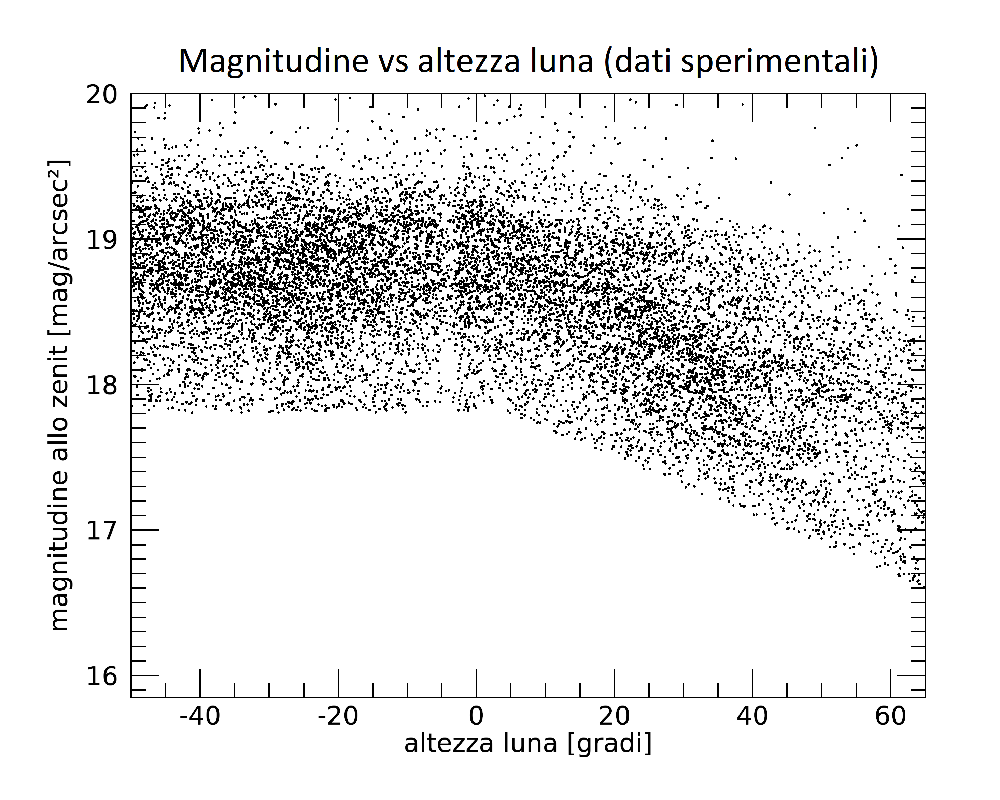 Magnitudine vs altezza luna (dati sperimentali)
magnitudine allo zenit [mag/arcsec²]
20
19
18
17
16
-40 -20 0 20 40 60
altezza luna [gradi]